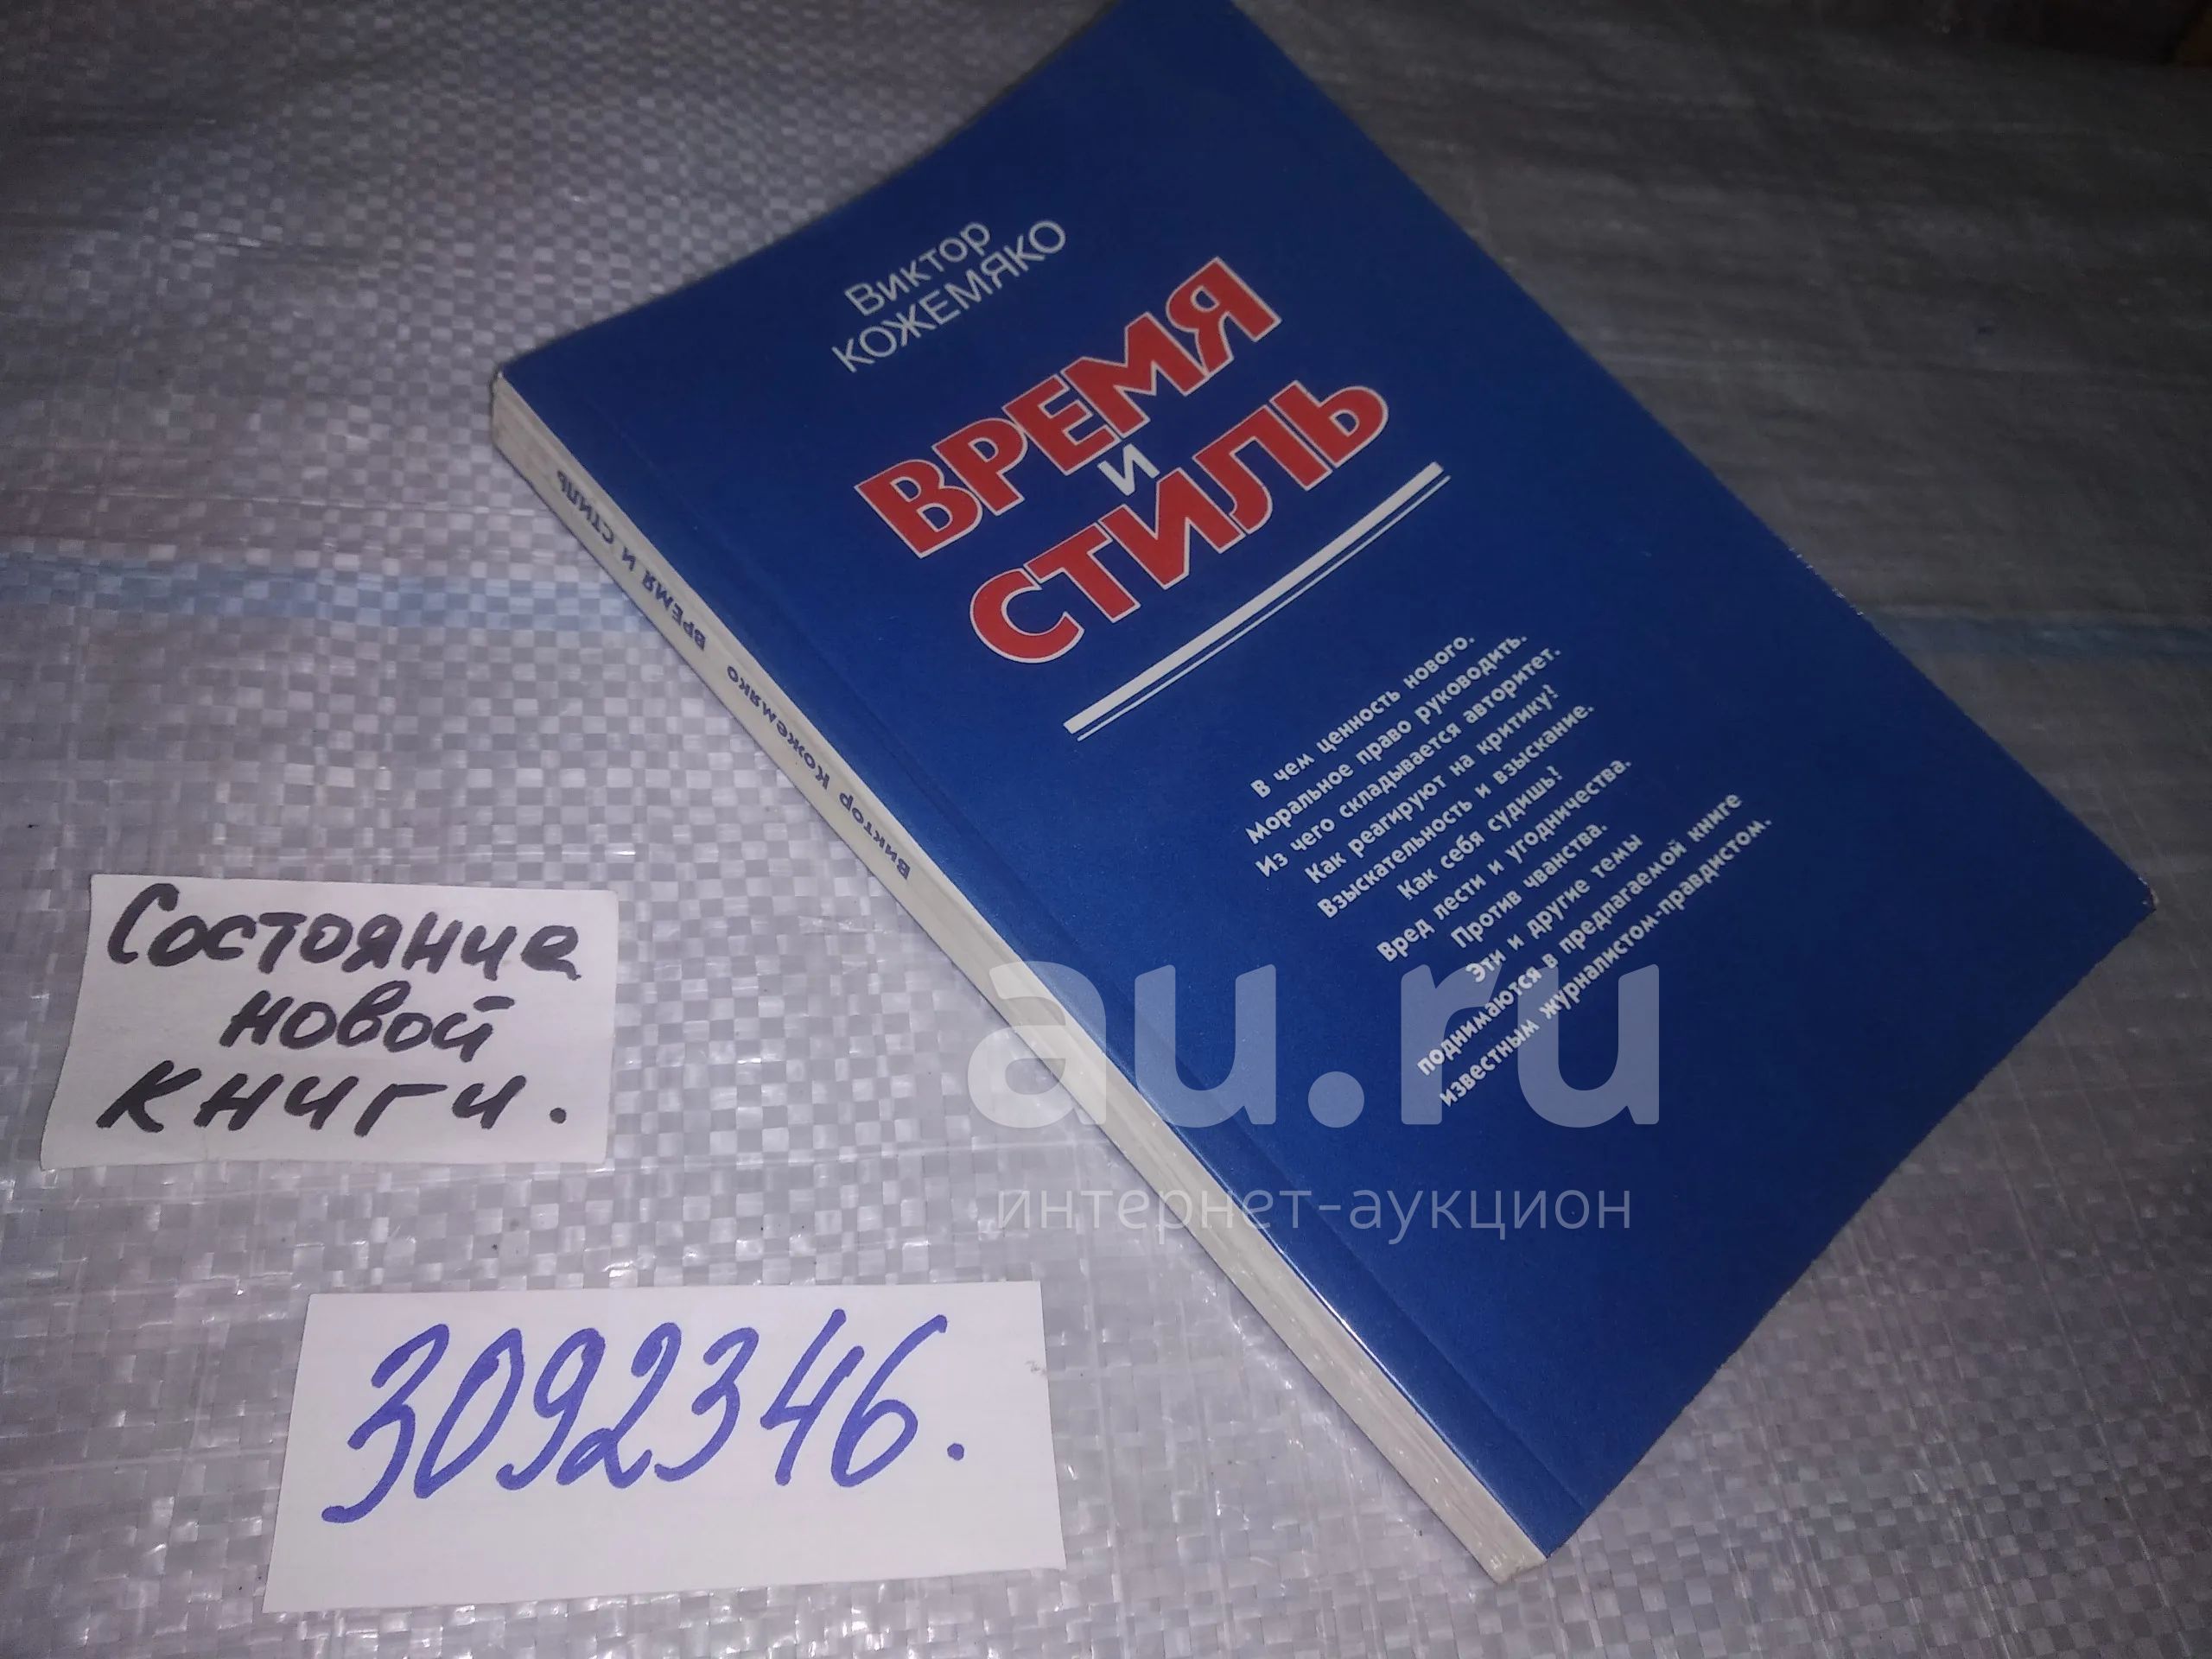 Виктор
КОЖЕМЯКО
ВРЕМЯ
И
СТИЛЬ
В чем ценность нового.
Моральное право руководить.
Из чего складывается авторитет.
Как реагируют на критику?
Взыскательность и взыскание.
Как себя судишь?
Вред лести и угодничества.
Против чванства.
Эти и другие темы
поднимаются в предлагаемой книге
известным журналистом-правдистом.
Виктор Кожемяко ВРЕМЯ И СТИЛЬ
Состояние
новой
книги.
3092346.
au.ru
интернет-аукцион